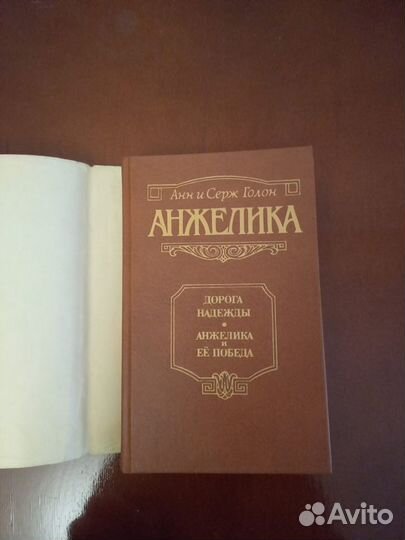 Анн и Серж Голон
АНЖЕЛИКА
ДОРОГА
НАДЕЖДЫ
•
АНЖЕЛИКА
И
ЕЁ ПОБЕДА
Avito